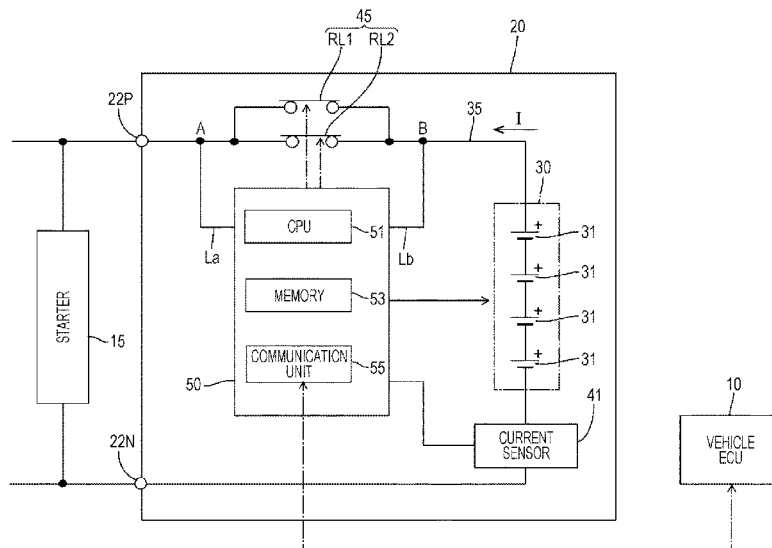 45
RL1 RL2
20
22P
A
B
35
I
30
+
31
+
31
+
31
+
31
CPU
51
La
Lb
MEMORY
53
COMMUNICATION
UNIT
55
50
STARTER
15
41
CURRENT
SENSOR
10
VEHICLE
ECU
22N